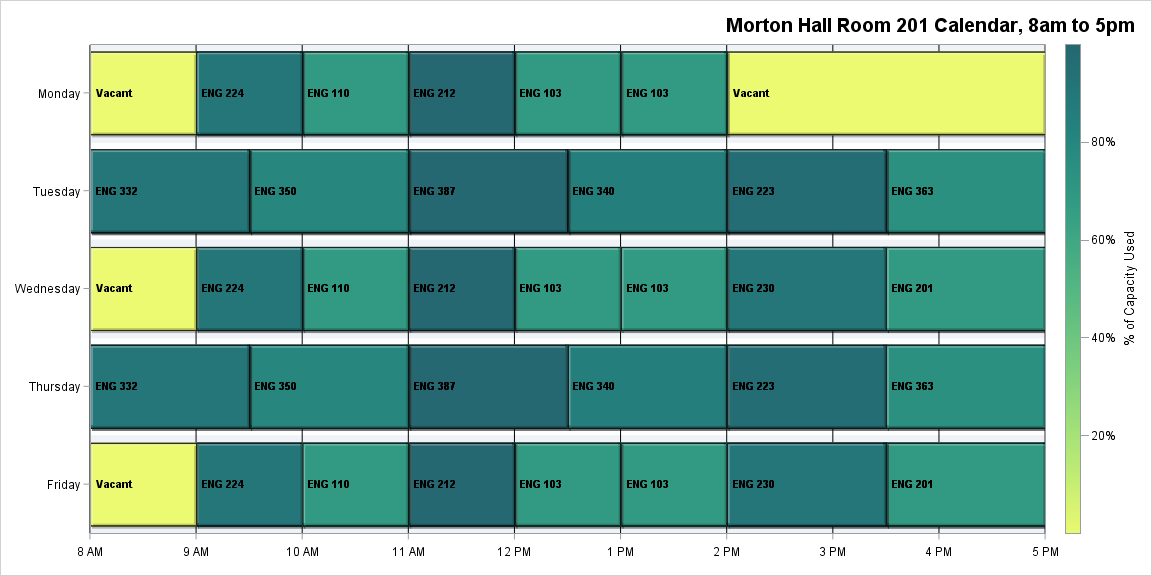 Morton Hall Room 201 Calendar, 8am to 5pm
Monday
Vacant
ENG 224
ENG 110
ENG 212
ENG 103
ENG 103
Vacant
Tuesday
ENG 332
ENG 350
ENG 387
ENG 340
ENG 223
ENG 363
Wednesday
Vacant
ENG 224
ENG 110
ENG 212
ENG 103
ENG 103
ENG 230
ENG 201
Thursday
ENG 332
ENG 350
ENG 387
ENG 340
ENG 223
ENG 363
Friday
Vacant
ENG 224
ENG 110
ENG 212
ENG 103
ENG 103
ENG 230
ENG 201
8 AM
9 AM
10 AM
11 AM
12 PM
1 PM
2 PM
3 PM
4 PM
5 PM
80%
60%
40%
20%
% of Capacity Used